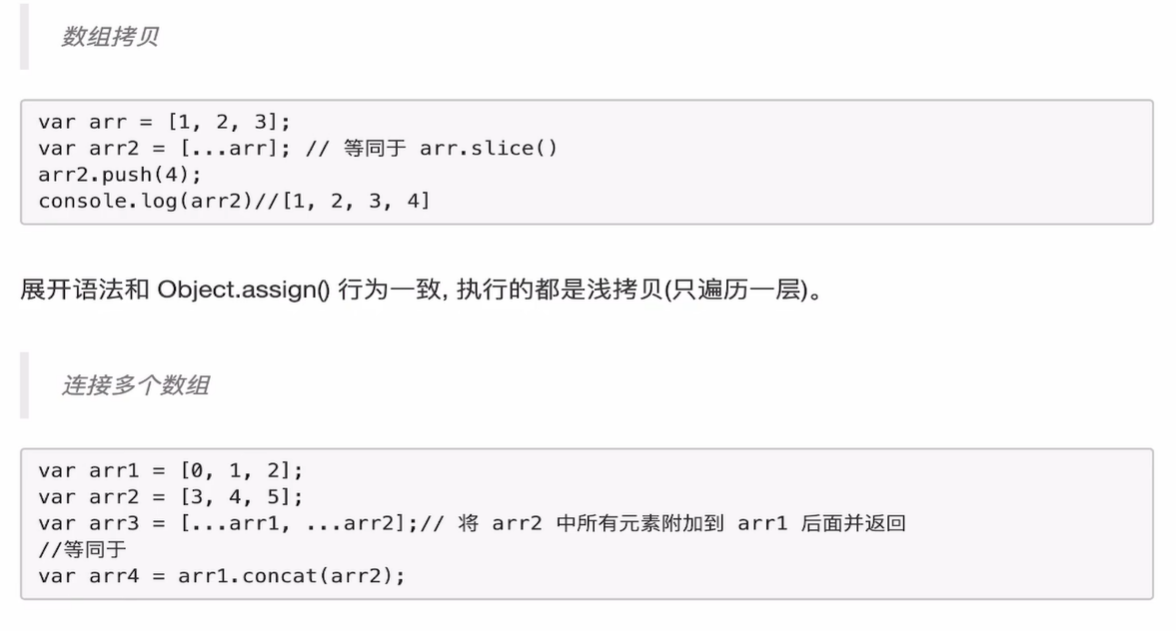 数组拷贝
var arr = [1, 2, 3];
var arr2 = [...arr]; // 等同于 arr.slice()
arr2.push(4);
console.log(arr2)//[1, 2, 3, 4]
展开语法和 Object.assign() 行为一致, 执行的都是浅拷贝(只遍历一层)。
连接多个数组
var arr1 = [0, 1, 2];
var arr2 = [3, 4, 5];
var arr3 = [...arr1, ...arr2];// 将 arr2 中所有元素附加到 arr1 后面并返回
//等同于
var arr4 = arr1.concat(arr2);